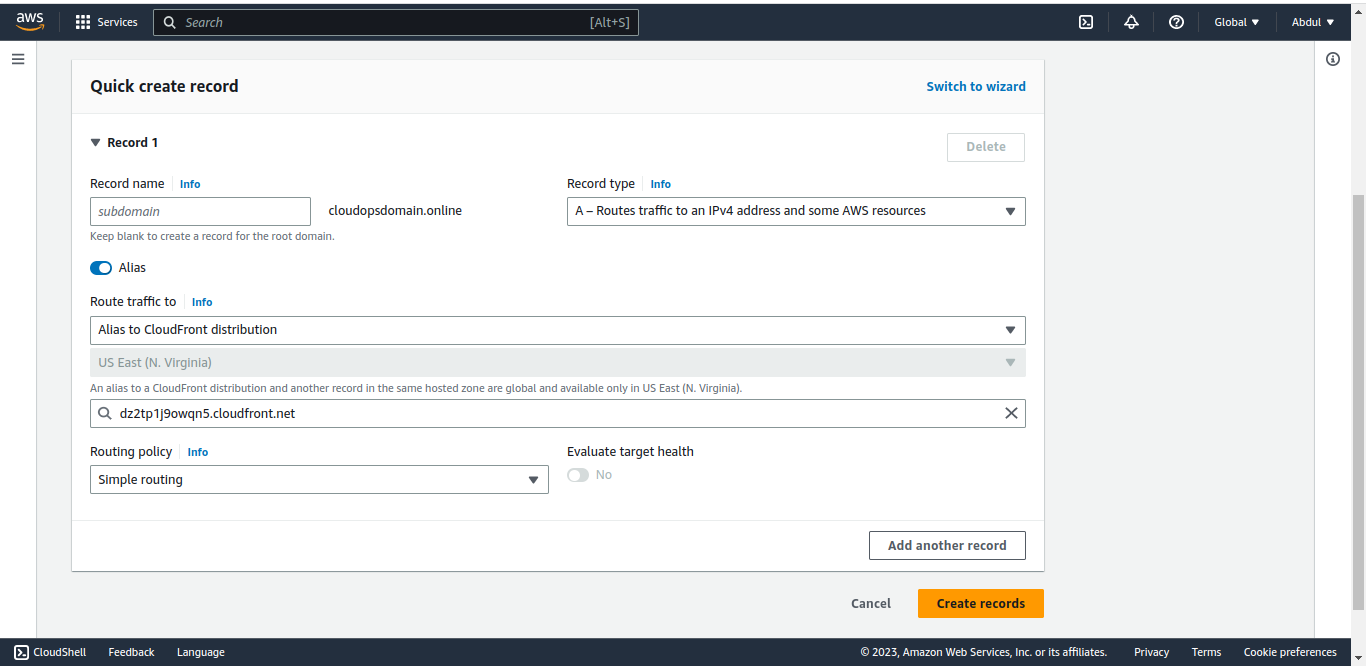 aws Services Search [Alt+S] Global Abdul
Quick create record Switch to wizard
Record 1 Delete
Record name Info Record type Info
subdomain cloudopsdomain.online A – Routes traffic to an IPv4 address and some AWS resources
Keep blank to create a record for the root domain.
Alias
Route traffic to Info
Alias to CloudFront distribution
US East (N. Virginia)
An alias to a CloudFront distribution and another record in the same hosted zone are global and available only in US East (N. Virginia).
dz2tp1j9owqn5.cloudfront.net
Routing policy Info Evaluate target health
Simple routing No
Add another record
Cancel Create records
CloudShell Feedback Language © 2023, Amazon Web Services, Inc. or its affiliates. Privacy Terms Cookie preferences